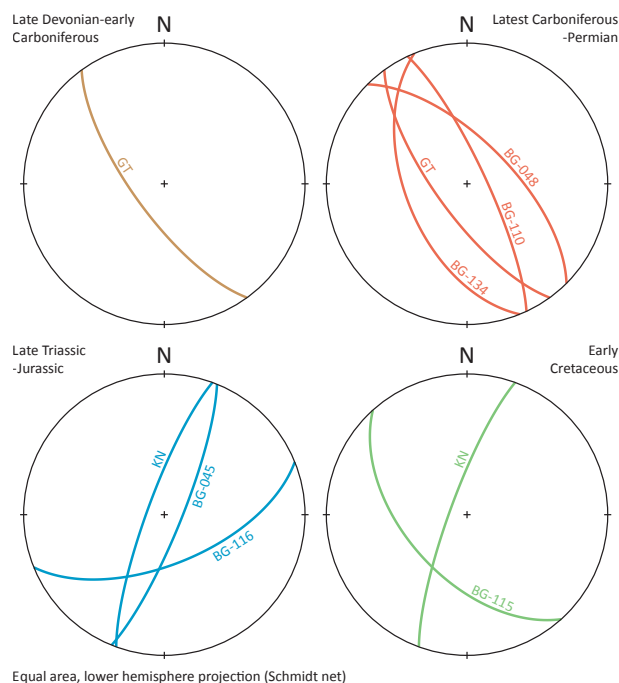 Late Devonian-early
Carboniferous
N
GT
Latest Carboniferous
-Permian
N
BG-048
GT
BG-110
BG-134
Late Triassic
-Jurassic
N
KN
BG-045
BG-116
Early
Cretaceous
N
KN
BG-115
Equal area, lower hemisphere projection (Schmidt net)